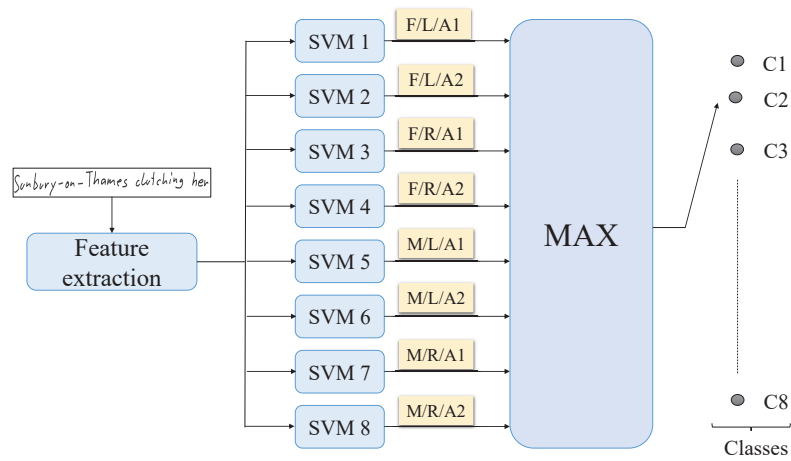 SVM 1 F/L/A1
SVM 2 F/L/A2
SVM 3 F/R/A1
SVM 4 F/R/A2
SVM 5 M/L/A1
SVM 6 M/L/A2
SVM 7 M/R/A1
SVM 8 M/R/A2
Sunbury-on-Thames clutching her
Feature
extraction
MAX
C1
C2
C3
C8
Classes